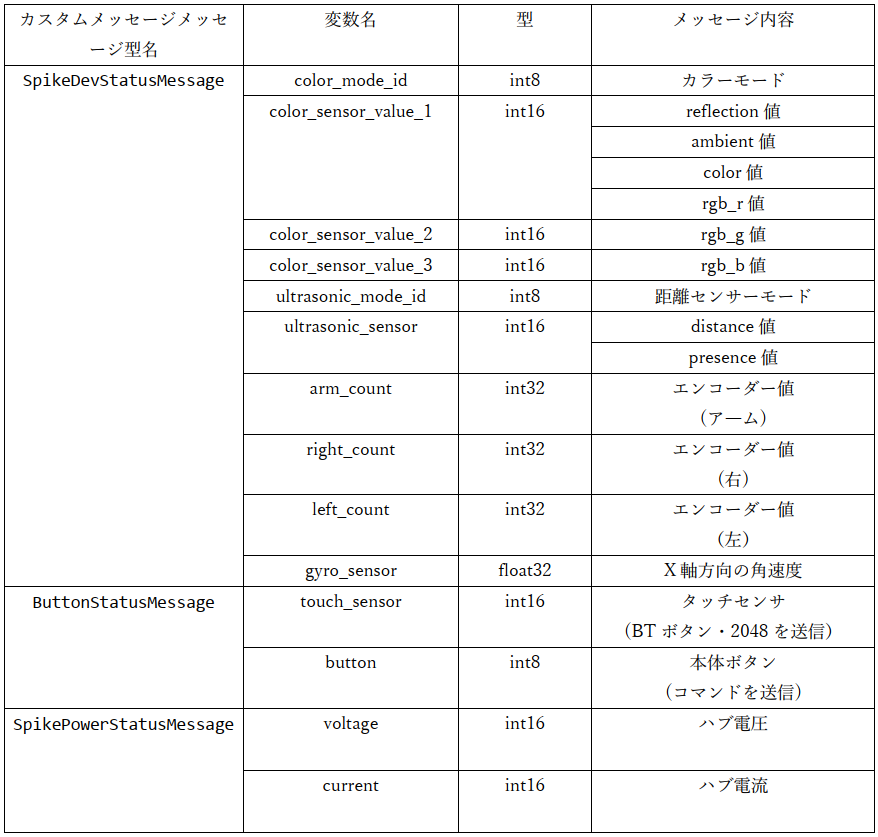 カスタムメッセージメッセ
ージ型名
変数名
型
メッセージ内容
SpikeDevStatusMessage
color_mode_id
int8
カラーモード
color_sensor_value_1
int16
reflection 値
ambient 値
color 値
rgb_r 値
color_sensor_value_2
int16
rgb_g 値
color_sensor_value_3
int16
rgb_b 値
ultrasonic_mode_id
int8
距離センサーモード
ultrasonic_sensor
int16
distance 値
presence 値
arm_count
int32
エンコーダー値
（アーム）
right_count
int32
エンコーダー値
（右）
left_count
int32
エンコーダー値
（左）
gyro_sensor
float32
X 軸方向の角速度
ButtonStatusMessage
touch_sensor
int16
タッチセンサ
（BT ボタン・2048 を送信）
button
int8
本体ボタン
（コマンドを送信）
SpikePowerStatusMessage
voltage
int16
ハブ電圧
current
int16
ハブ電流